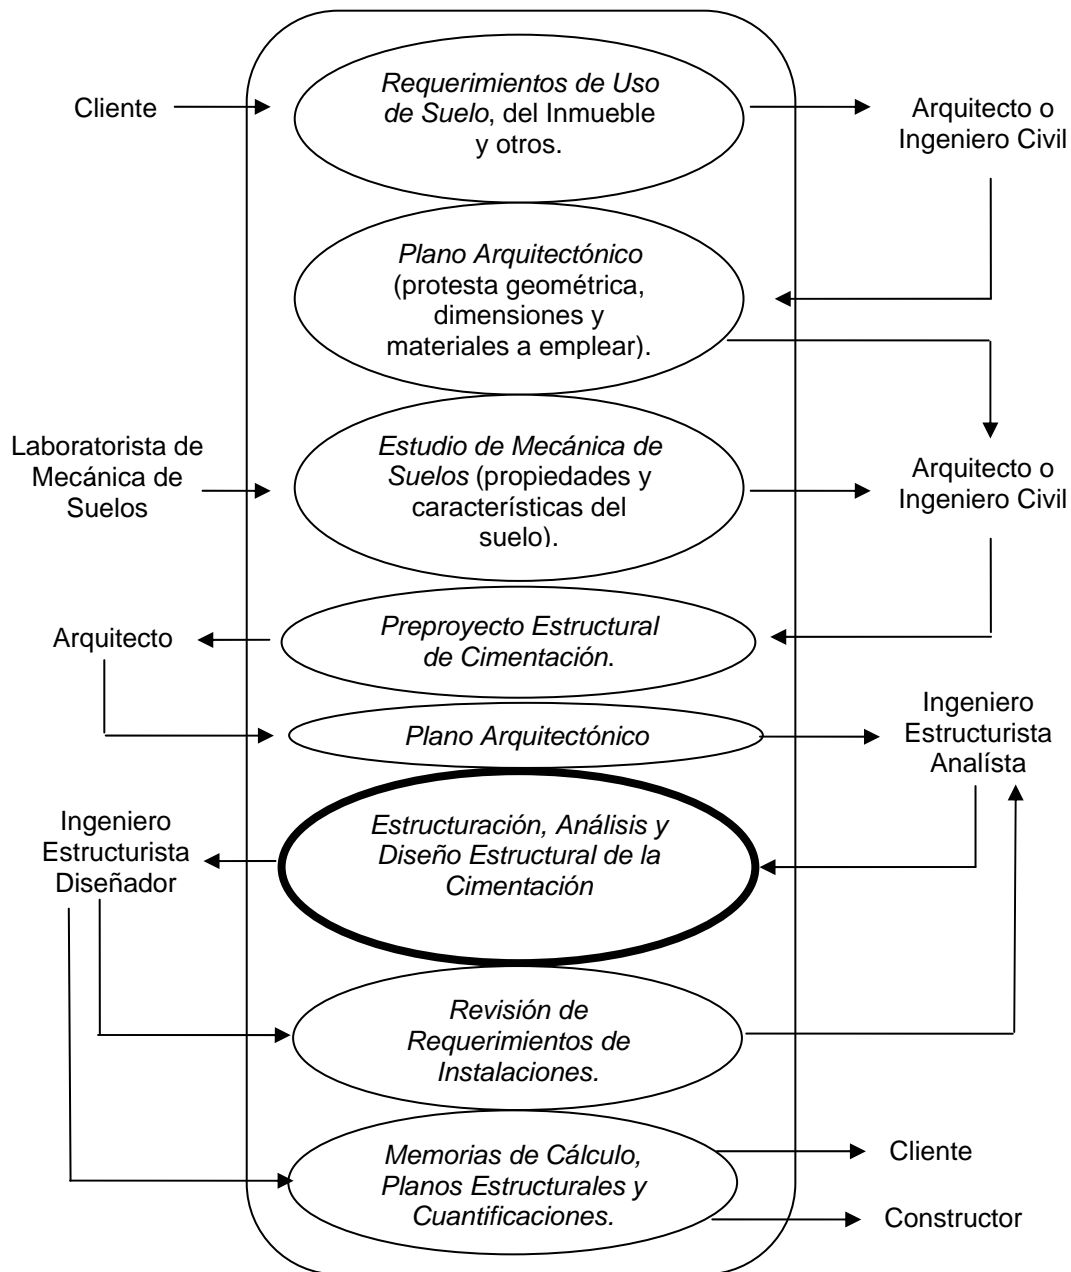 Cliente
Requerimientos de Uso
de Suelo, del Inmueble
y otros.
Arquitecto o
Ingeniero Civil
Plano Arquitectónico
(protesta geométrica,
dimensiones y
materiales a emplear).
Laboratorista de
Mecánica de
Suelos
Estudio de Mecánica de
Suelos (propiedades y
características del
suelo).
Arquitecto o
Ingeniero Civil
Arquitecto
Preproyecto Estructural
de Cimentación.
Plano Arquitectónico
Ingeniero
Estructurista
Analísta
Ingeniero
Estructurista
Diseñador
Estructuración, Análisis y
Diseño Estructural de la
Cimentación
Revisión de
Requerimientos de
Instalaciones.
Memorias de Cálculo,
Planos Estructurales y
Cuantificaciones.
Cliente
Constructor